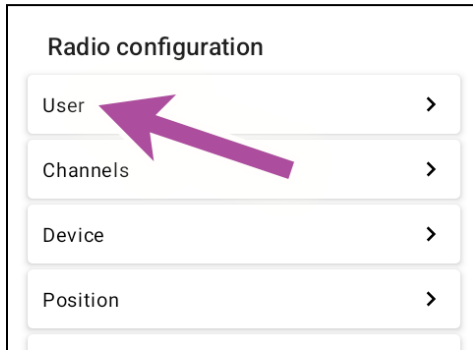 Radio configuration
User
Channels
Device
Position